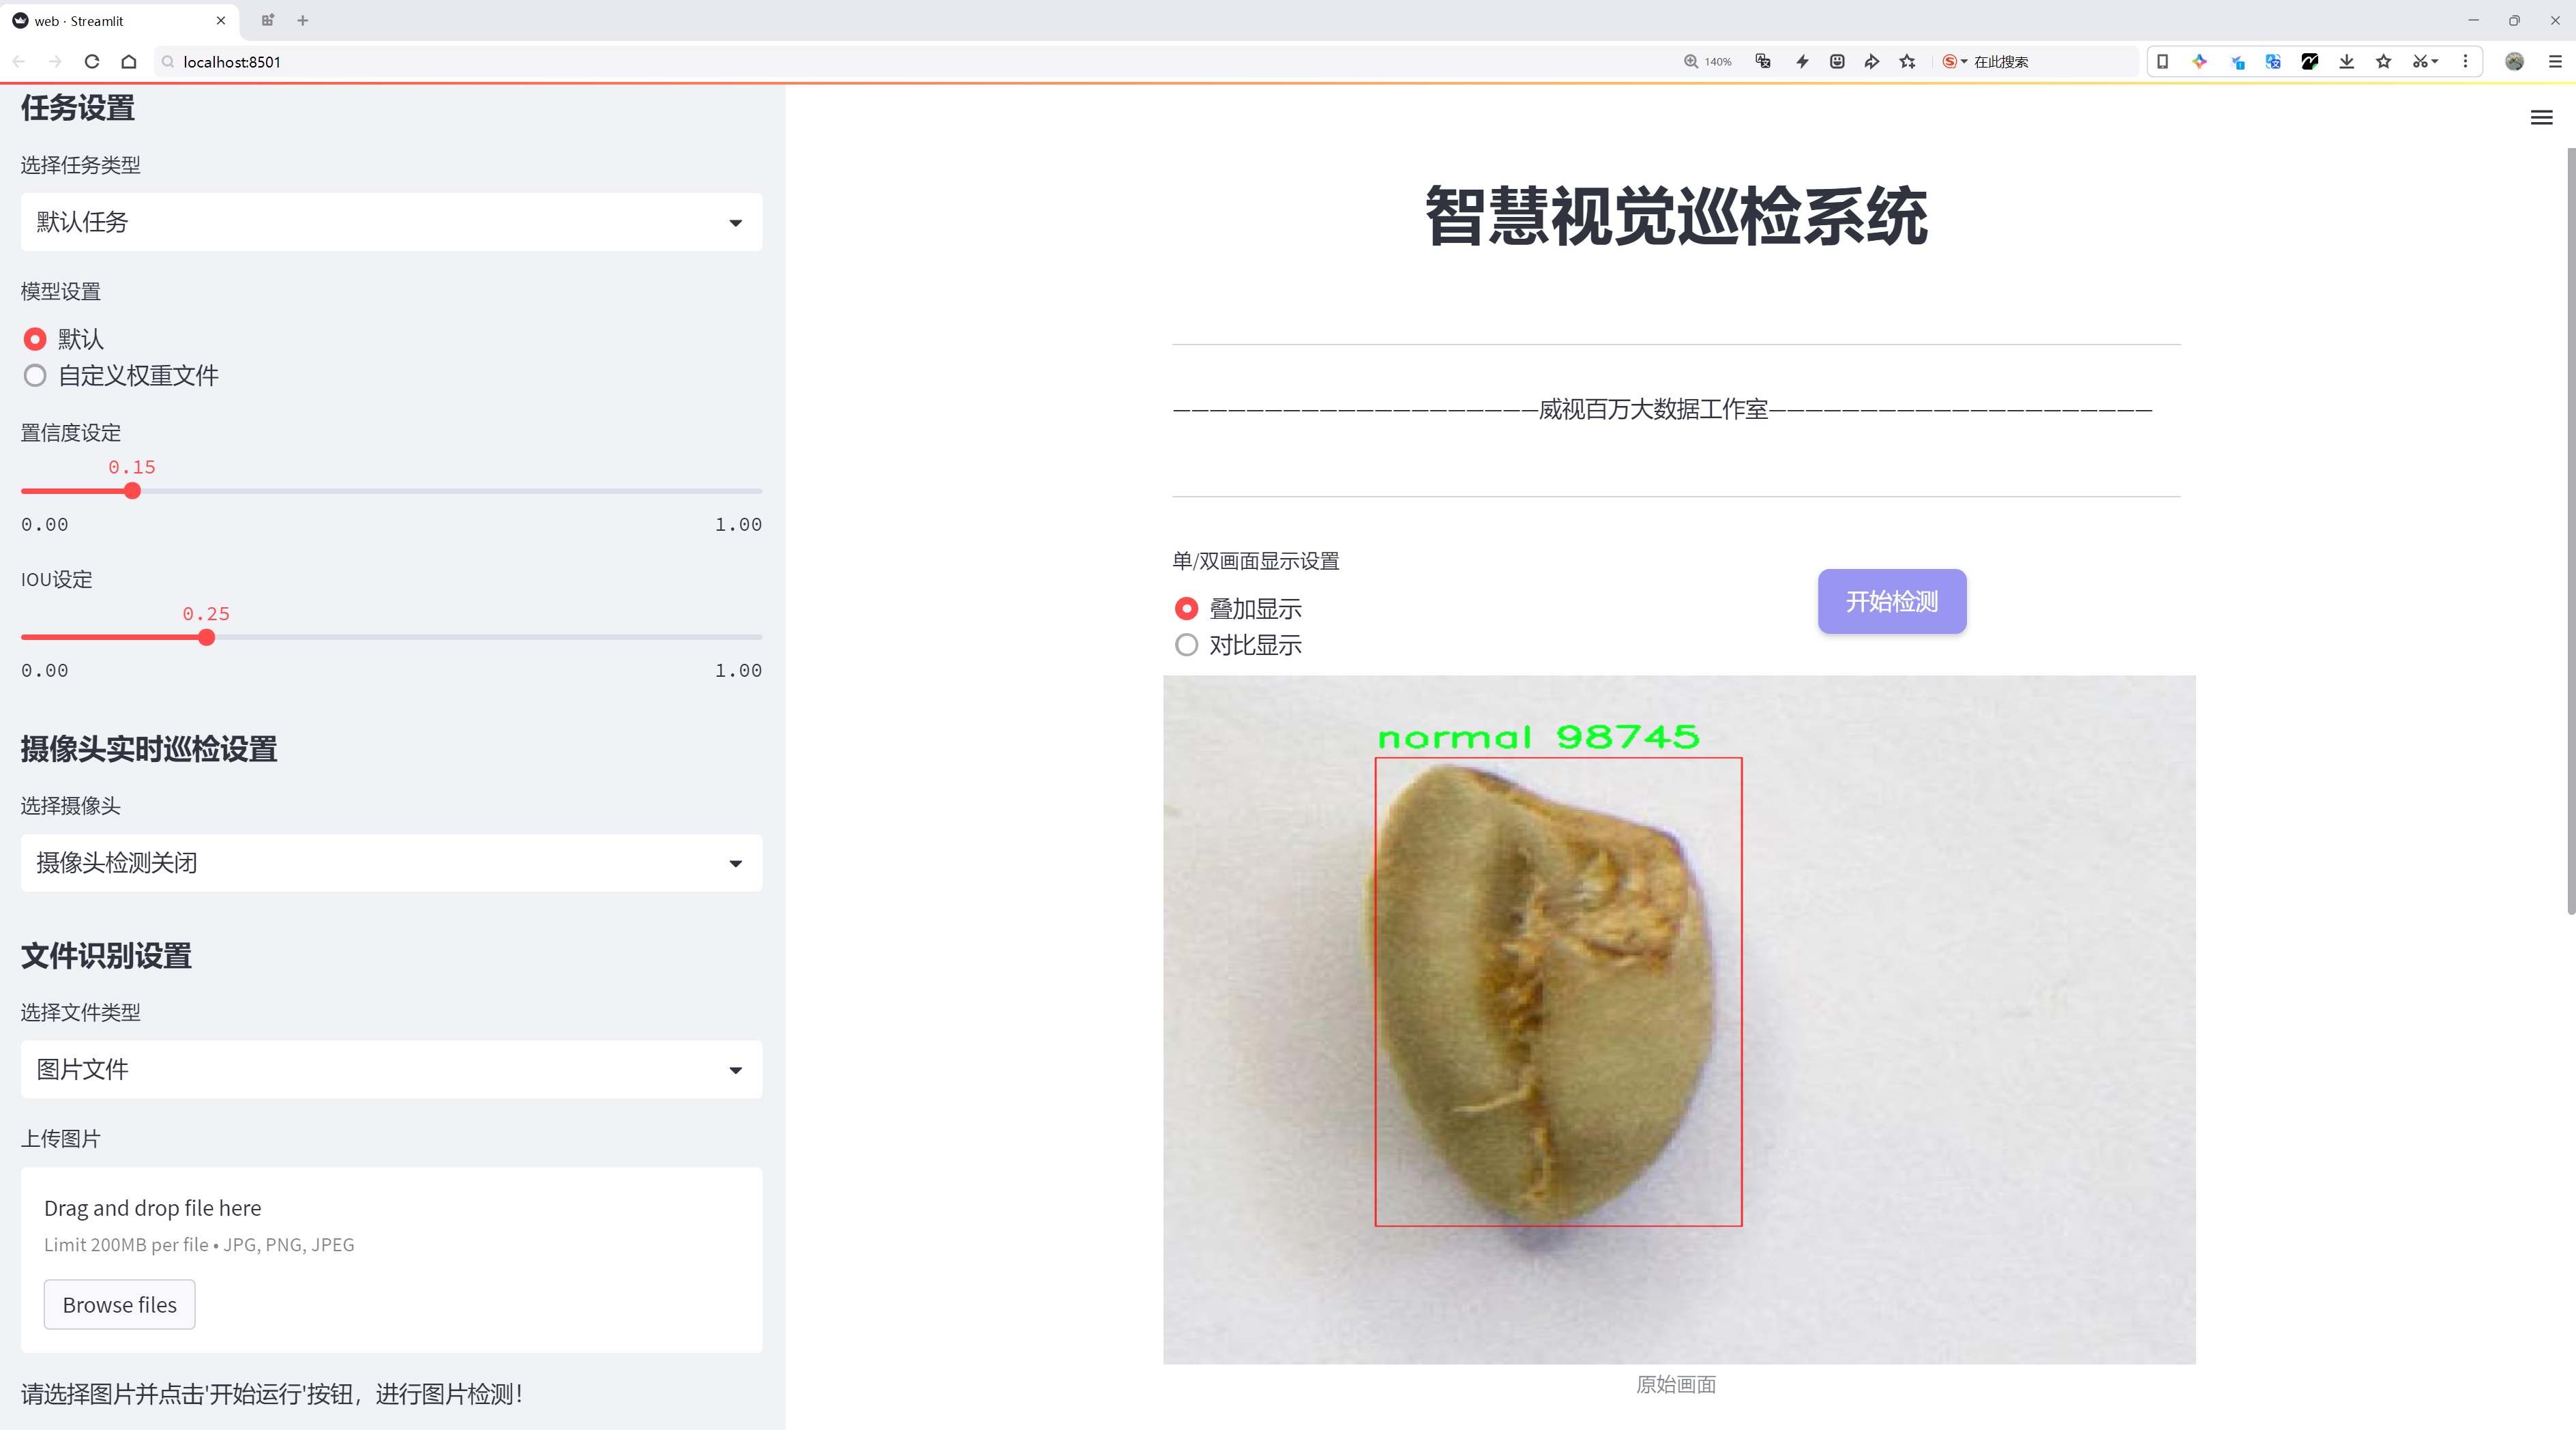 web · Streamlit
localhost:8501
140%
在此搜索
任务设置
选择任务类型
默认任务
模型设置
默认
自定义权重文件
置信度设定
0.15
0.00
1.00
IOU设定
0.25
0.00
1.00
摄像头实时巡检设置
选择摄像头
摄像头检测关闭
文件识别设置
选择文件类型
图片文件
上传图片
Drag and drop file here
Limit 200MB per file • JPG, PNG, JPEG
Browse files
请选择图片并点击'开始运行'按钮，进行图片检测！
智慧视觉巡检系统
————————————————————威视百万大数据工作室—————————————————————
单/双画面显示设置
叠加显示
对比显示
开始检测
normal 98745
原始画面